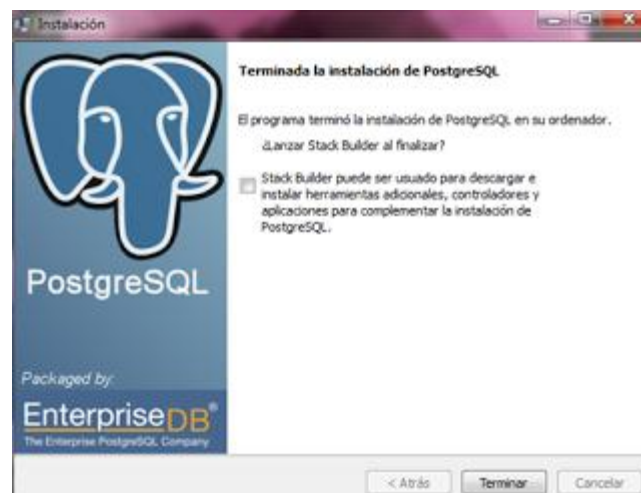 Instalación
Terminada la instalación de PostgreSQL
El programa terminó la instalación de PostgreSQL en su ordenador.
¿Lanzar Stack Builder al finalizar?
Stack Builder puede ser usado para descargar e
instalar herramientas adicionales, controladores y
aplicaciones para complementar la instalación de
PostgreSQL.
PostgreSQL
Packaged by:
EnterpriseDB®
The Enterprise PostgreSQL Company
< Atrás
Terminar
Cancelar